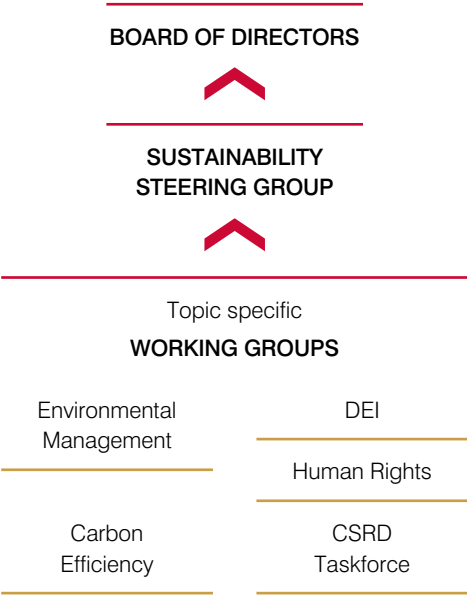 BOARD OF DIRECTORS
SUSTAINABILITY
STEERING GROUP
Topic specific
WORKING GROUPS
Environmental
Management
DEI
Human Rights
Carbon
Efficiency
CSRD
Taskforce